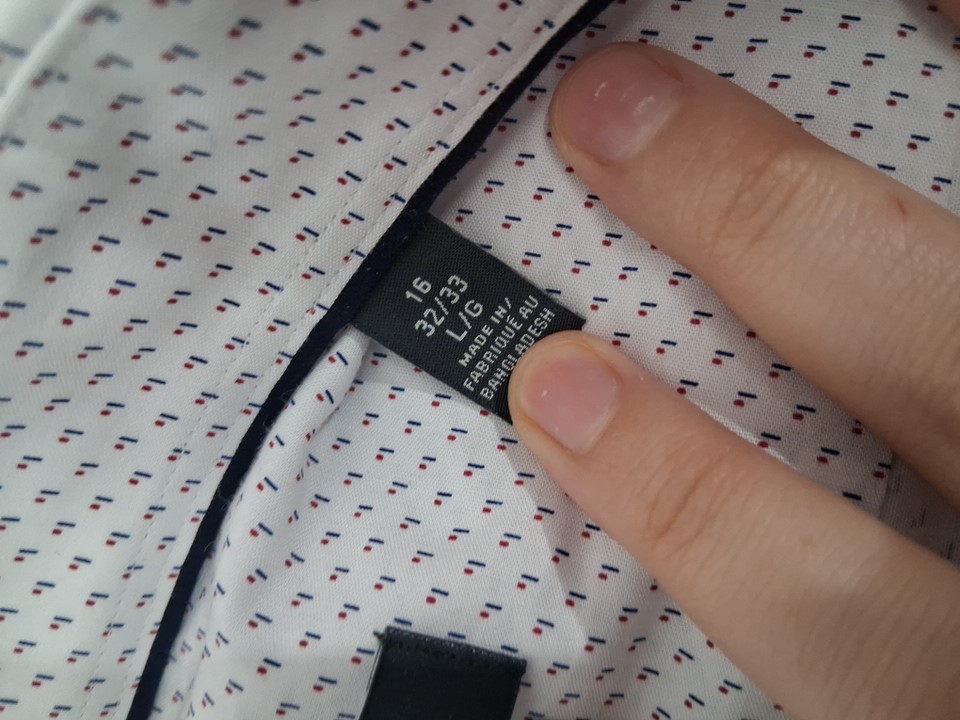 16
32/33
L/G
MADE IN/
FABRIQUÉ AU
BANGLADESH